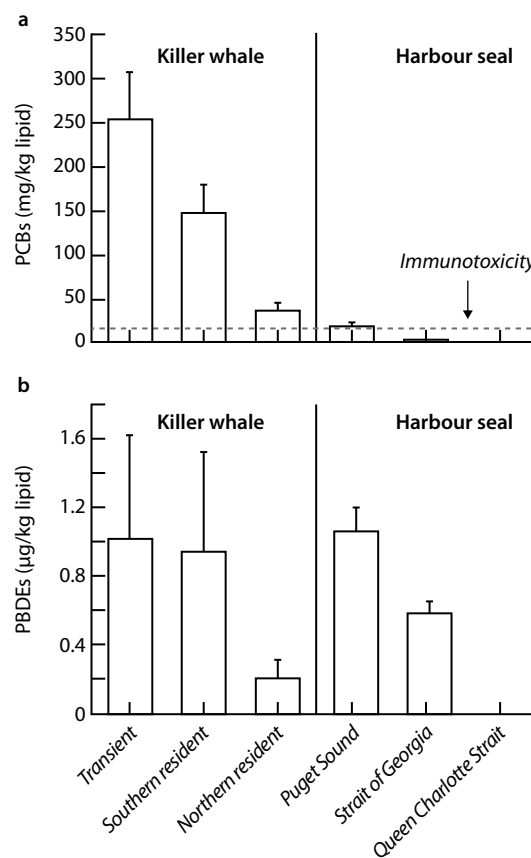 a
350
300
250
200
150
100
50
0
PCBs (mg/kg lipid)
Killer whale
Harbour seal
Immunotoxicity
b
1.6
1.2
0.8
0.4
0
PBDEs (µg/kg lipid)
Killer whale
Harbour seal
Transient
Southern resident
Northern resident
Puget Sound
Strait of Georgia
Queen Charlotte Strait